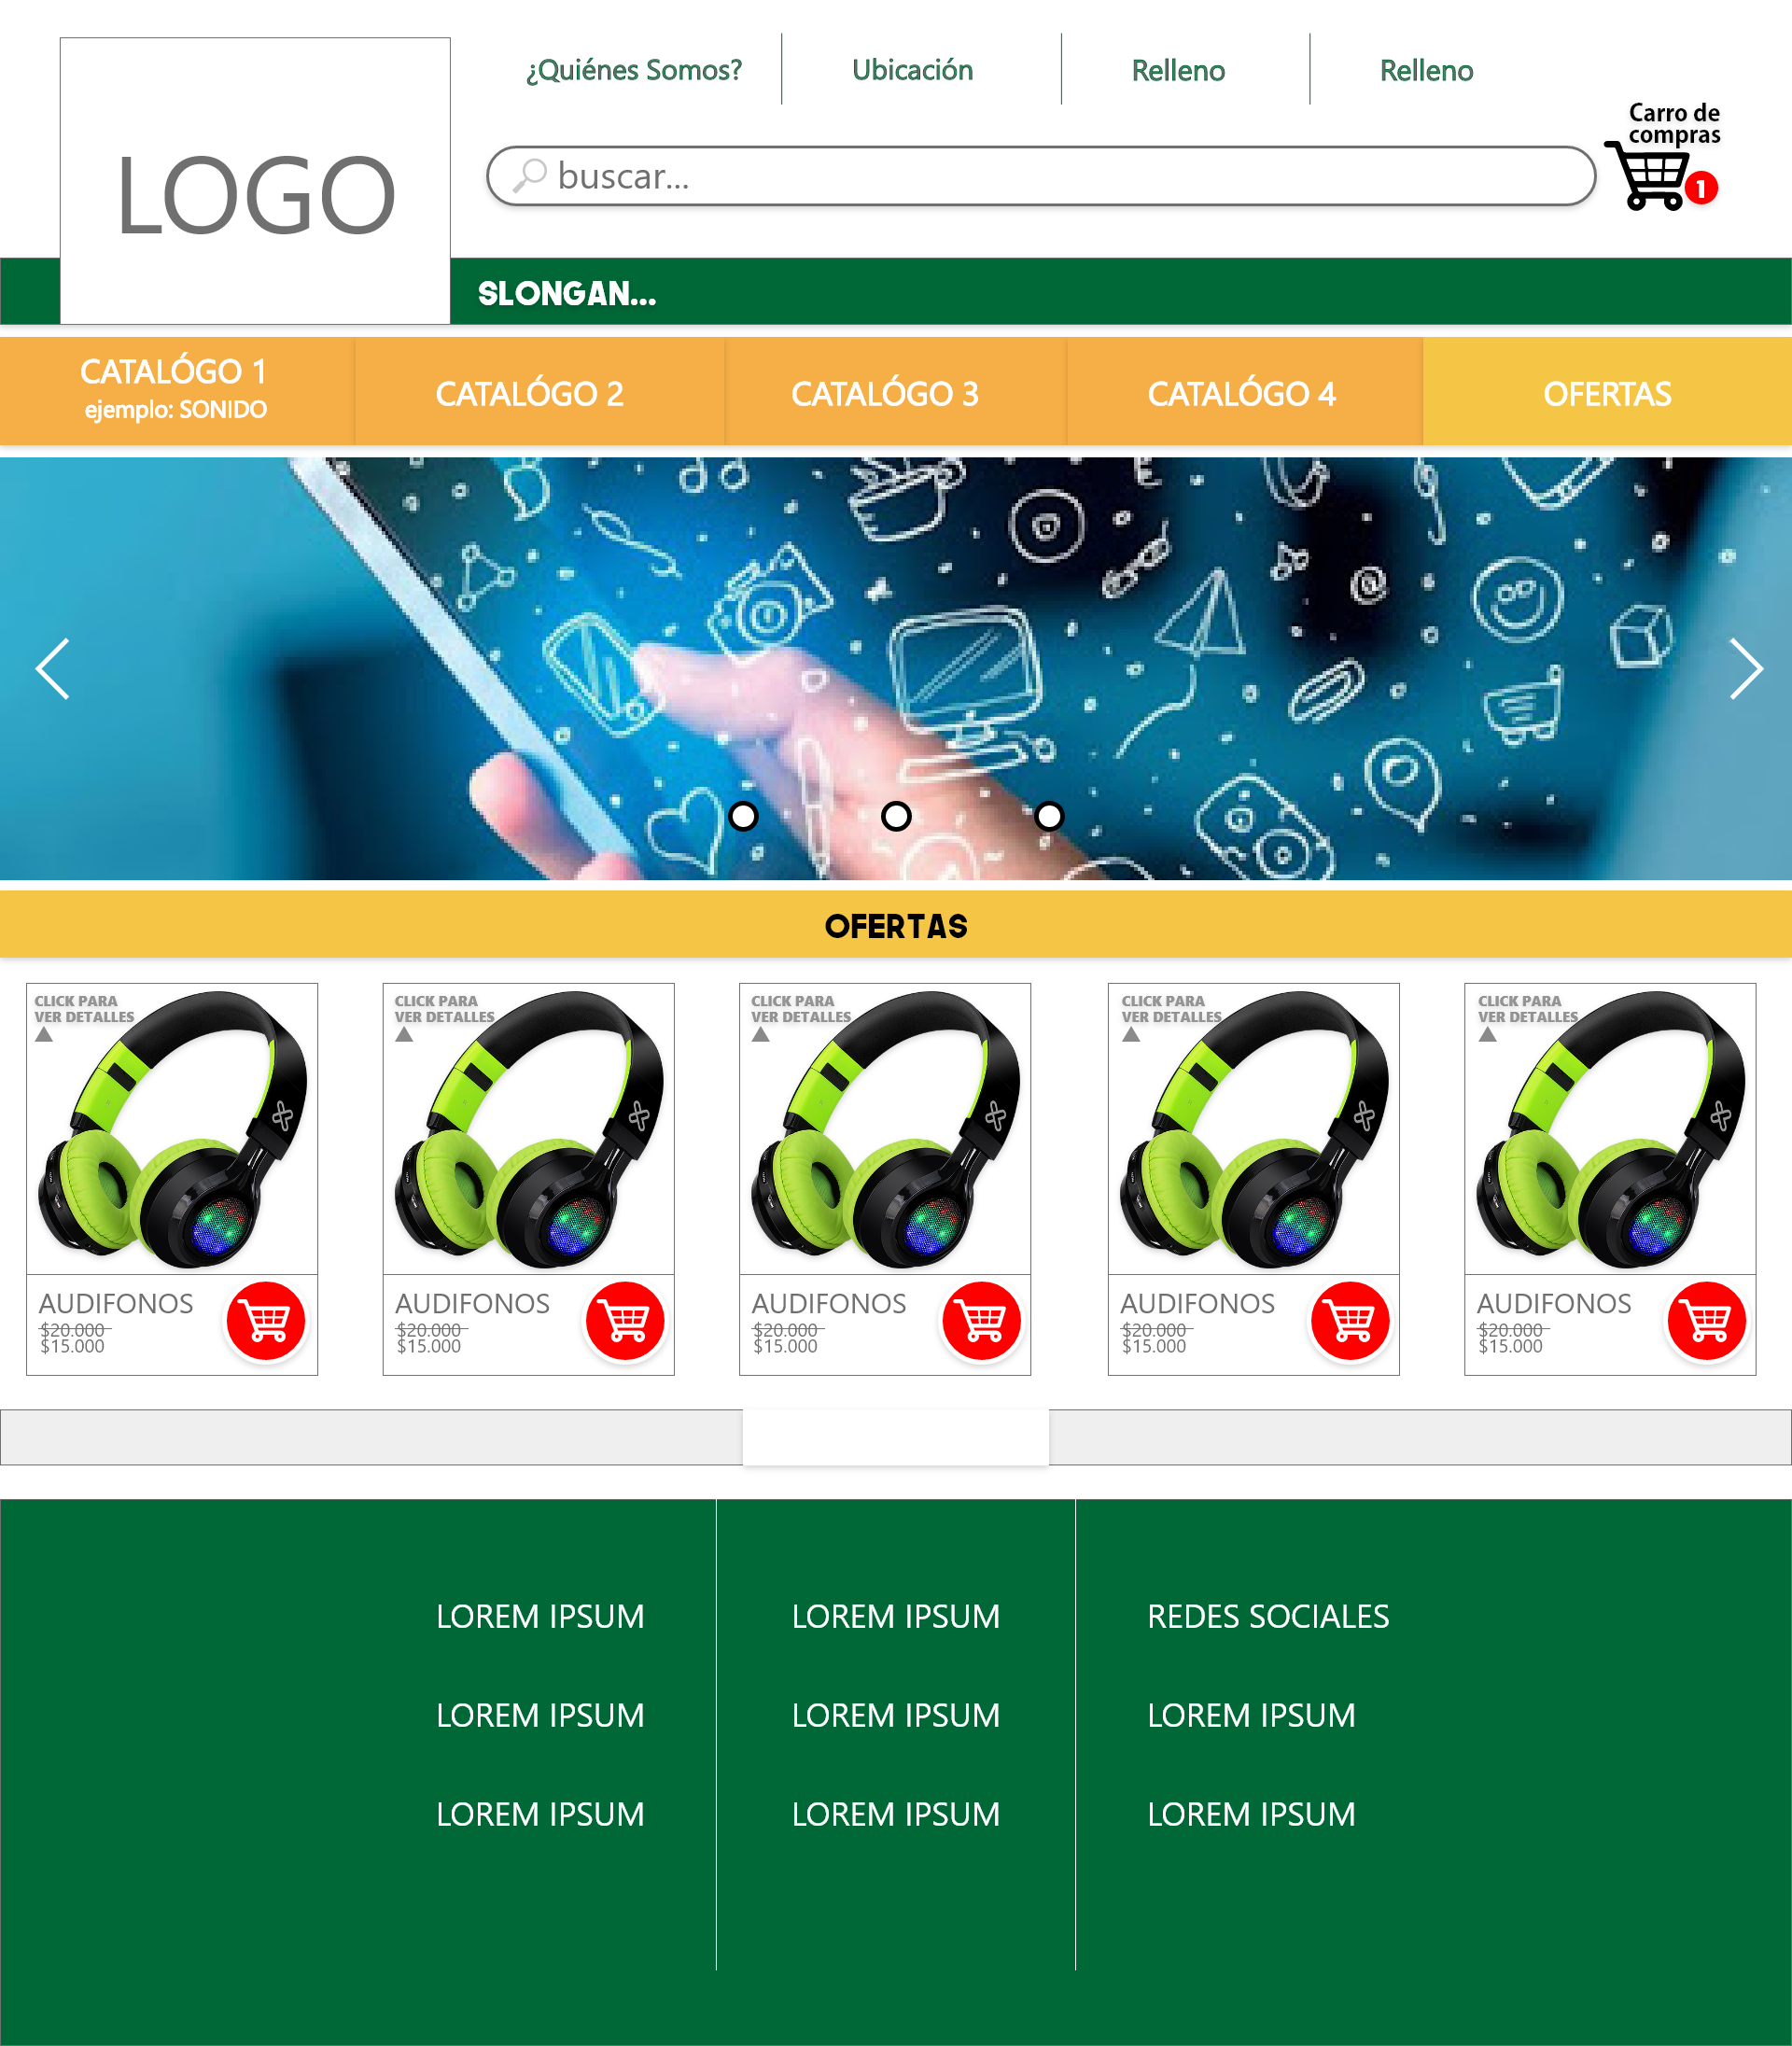 ¿Quiénes Somos?
Ubicación
Relleno
Relleno
Carro de
compras
1
LOGO
buscar...
SLONGAN...
CATALÓGO 1
ejemplo: SONIDO
CATALÓGO 2
CATALÓGO 3
CATALÓGO 4
OFERTAS
OFERTAS
CLICK PARA
VER DETALLES
CLICK PARA
VER DETALLES
CLICK PARA
VER DETALLES
CLICK PARA
VER DETALLES
CLICK PARA
VER DETALLES
AUDIFONOS
$20.000
$15.000
AUDIFONOS
$20.000
$15.000
AUDIFONOS
$20.000
$15.000
AUDIFONOS
$20.000
$15.000
AUDIFONOS
$20.000
$15.000
LOREM IPSUM
LOREM IPSUM
REDES SOCIALES
LOREM IPSUM
LOREM IPSUM
LOREM IPSUM
LOREM IPSUM
LOREM IPSUM
LOREM IPSUM